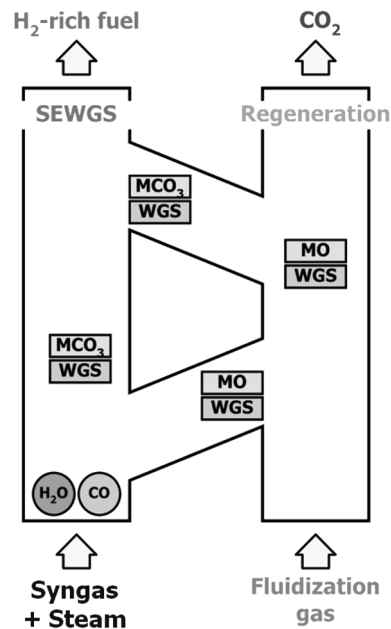 H₂-rich fuel
CO₂
SEWGS
Regeneration
MCO₃
WGS
MO
WGS
MCO₃
WGS
MO
WGS
H₂O
CO
Syngas
+ Steam
Fluidization
gas